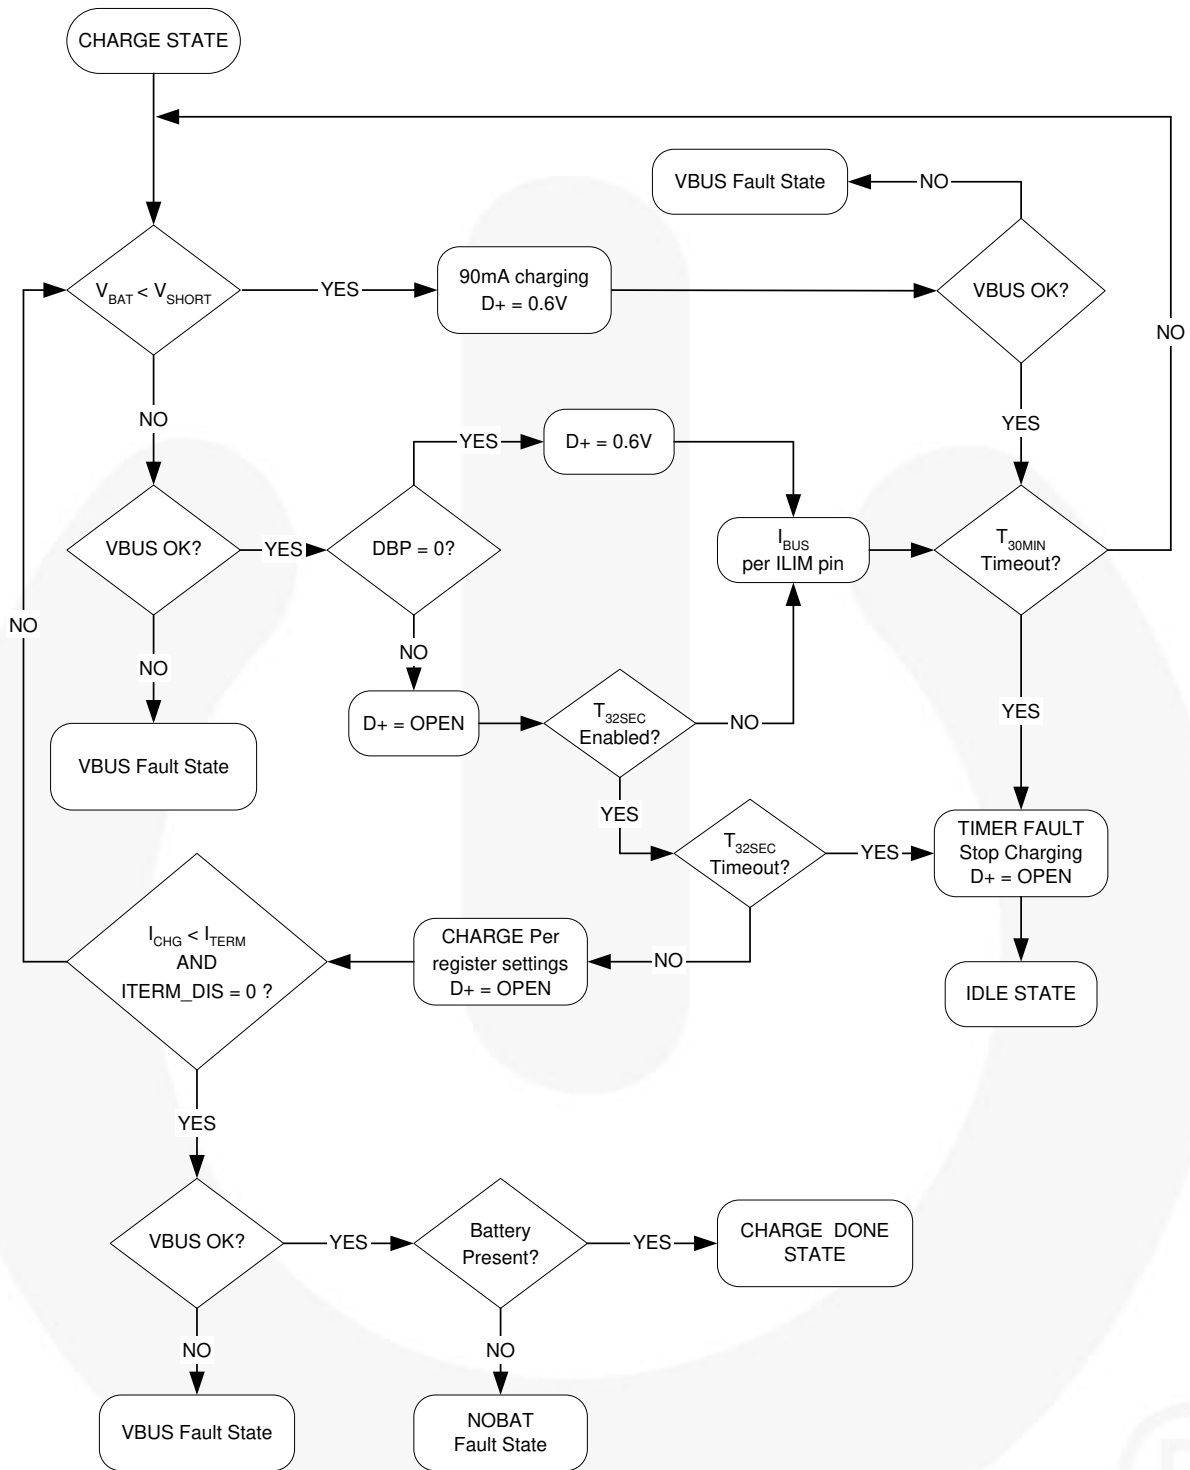 CHARGE STATE
VBUS Fault State
NO
V_BAT < V_SHORT
YES
90mA charging
D+ = 0.6V
VBUS OK?
NO
NO
YES
YES
D+ = 0.6V
VBUS OK?
YES
DBP = 0?
I_BUS
per ILIM pin
T_30MIN
Timeout?
NO
NO
NO
D+ = OPEN
T_32SEC
Enabled?
NO
YES
VBUS Fault State
YES
T_32SEC
Timeout?
YES
TIMER FAULT
Stop Charging
D+ = OPEN
I_CHG < I_TERM
AND
ITERM_DIS = 0 ?
CHARGE Per
register settings
D+ = OPEN
NO
IDLE STATE
YES
VBUS OK?
YES
Battery
Present?
YES
CHARGE DONE
STATE
NO
NO
VBUS Fault State
NOBAT
Fault State